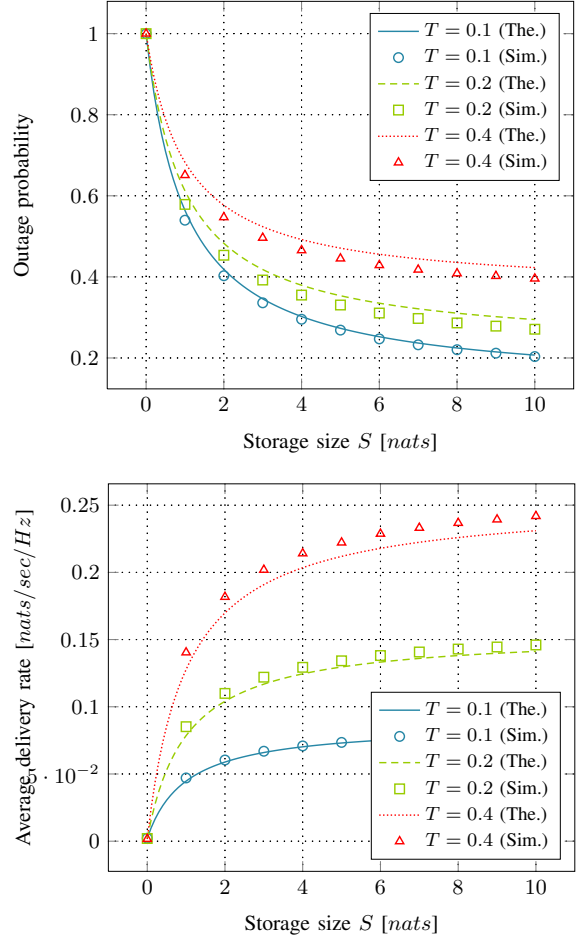 1
0.8
0.6
0.4
0.2
0 2 4 6 8 10
Outage probability
Storage size S [nats]
T = 0.1 (The.)
T = 0.1 (Sim.)
T = 0.2 (The.)
T = 0.2 (Sim.)
T = 0.4 (The.)
T = 0.4 (Sim.)
0.25
0.2
0.15
0.1
5 · 10⁻²
0
0 2 4 6 8 10
Average delivery rate [nats/sec/Hz]
Storage size S [nats]
T = 0.1 (The.)
T = 0.1 (Sim.)
T = 0.2 (The.)
T = 0.2 (Sim.)
T = 0.4 (The.)
T = 0.4 (Sim.)